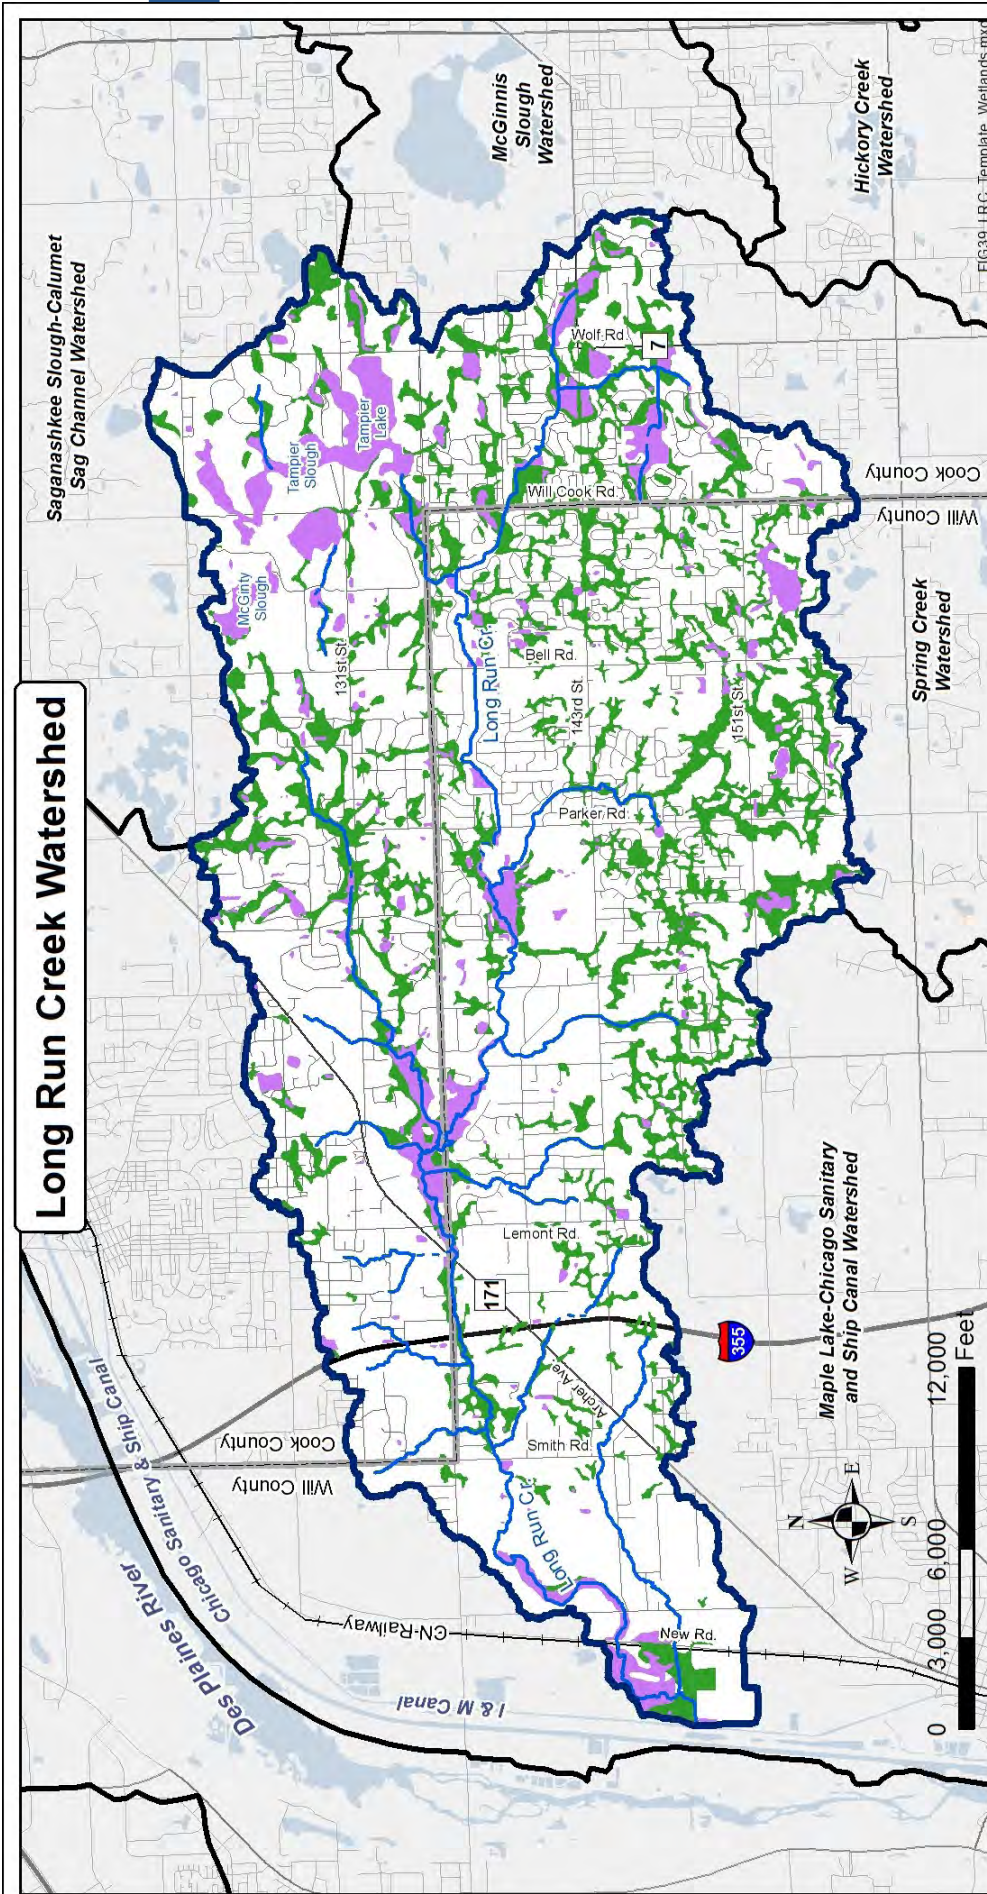 Long Run Creek Watershed
Saganashkee Slough-Calumet
Sag Channel Watershed
McGinnis
Slough
Watershed
Hickory Creek
Watershed
Wolf Rd.
7
Tampier
Lake
Tampier
Slough
McGinty
Slough
Will Cook Rd.
Cook County
Will County
131st St.
Long Run Cr.
Bell Rd.
143rd St.
151st St.
Spring Creek
Watershed
Parker Rd.
Lemont Rd.
171
355
Archer Ave.
Smith Rd.
Cook County
Will County
Long Run Cr.
New Rd.
CN-Railway
Des Plaines River
Chicago Sanitary & Ship Canal
I & M Canal
Maple Lake-Chicago Sanitary
and Ship Canal Watershed
N
W
E
S
0 3,000 6,000 12,000
Feet
FIG39_LRC_Template_Wetlands.mxd